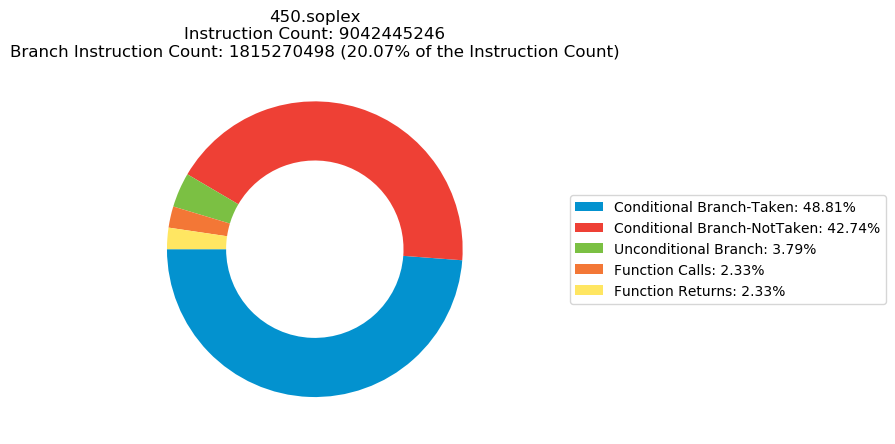 450.soplex
Instruction Count: 9042445246
Branch Instruction Count: 1815270498 (20.07% of the Instruction Count)
Conditional Branch-Taken: 48.81%
Conditional Branch-NotTaken: 42.74%
Unconditional Branch: 3.79%
Function Calls: 2.33%
Function Returns: 2.33%